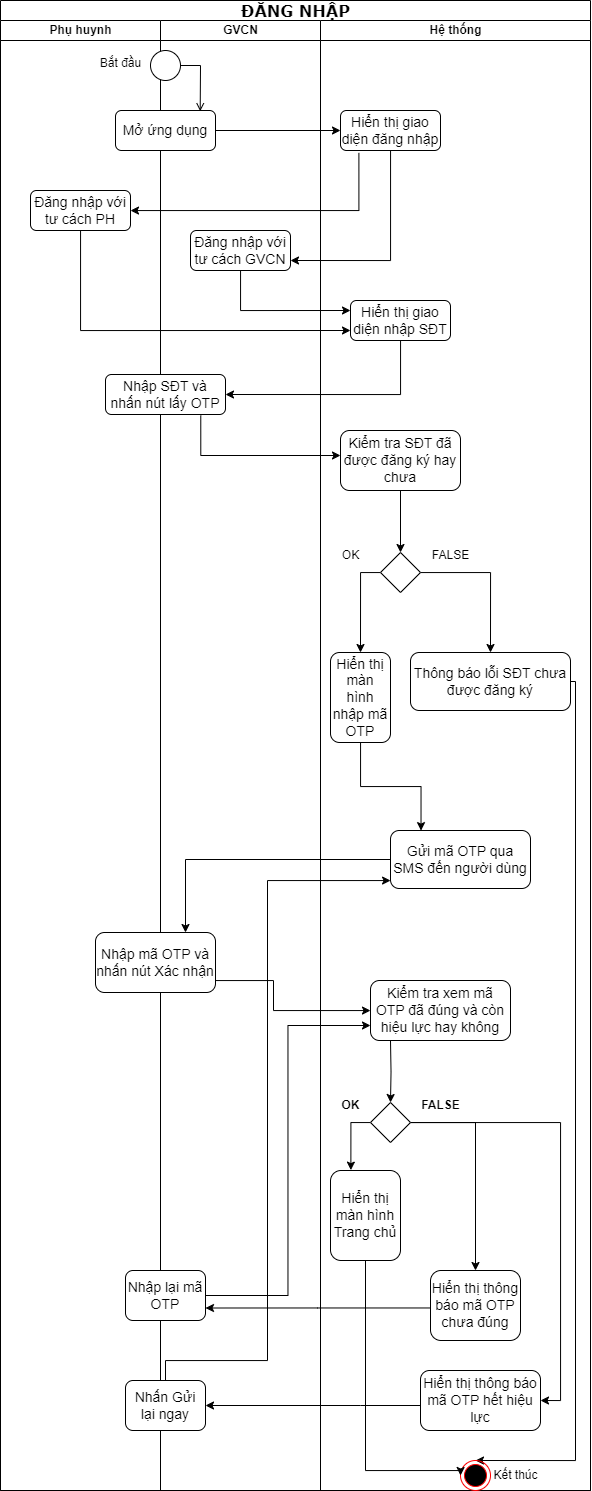 ĐĂNG NHẬP
Phụ huynh
GVCN
Hệ thống
Bắt đầu
Mở ứng dụng
Hiển thị giao
diện đăng nhập
Đăng nhập với
tư cách PH
Đăng nhập với
tư cách GVCN
Hiển thị giao
diện nhập SĐT
Nhập SĐT và
nhấn nút lấy OTP
Kiểm tra SĐT đã
được đăng ký hay
chưa
OK
FALSE
Hiển thị
màn
hình
nhập mã
OTP
Thông báo lỗi SĐT chưa
được đăng ký
Gửi mã OTP qua
SMS đến người dùng
Nhập mã OTP và
nhấn nút Xác nhận
Kiểm tra xem mã
OTP đã đúng và còn
hiệu lực hay không
OK
FALSE
Hiển thị
màn hình
Trang chủ
Nhập lại mã
OTP
Hiển thị thông
báo mã OTP
chưa đúng
Nhấn Gửi
lại ngay
Hiển thị thông báo
mã OTP hết hiệu
lực
Kết thúc